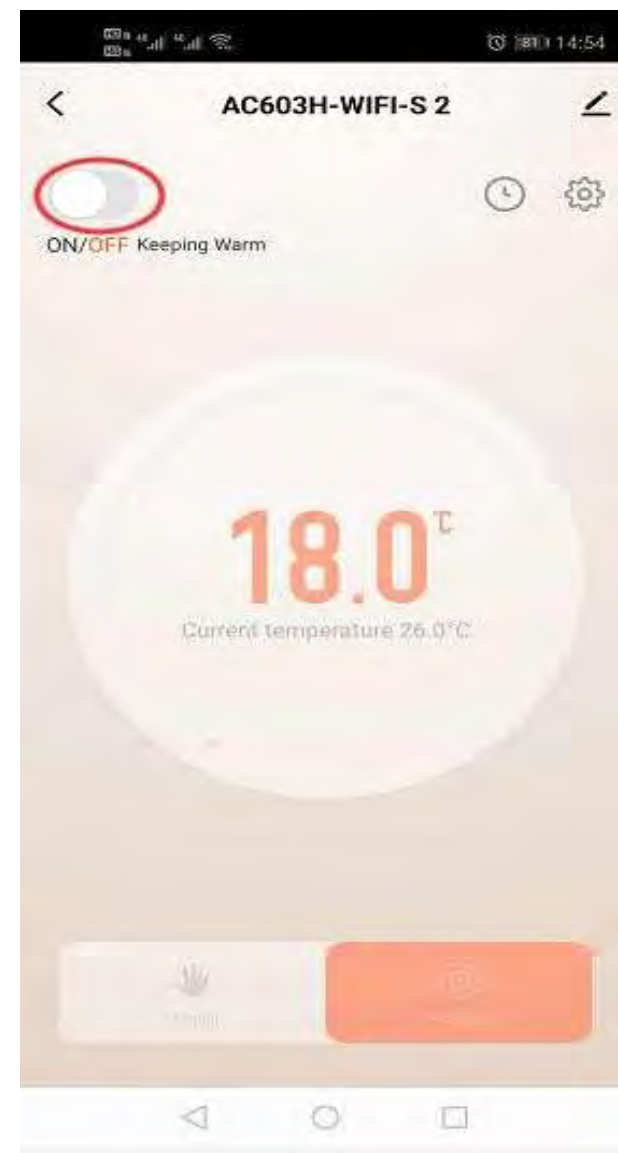 14:54
AC603H-WIFI-S 2
ON/OFF Keeping Warm
18.0℃
Current temperature 26.0°C